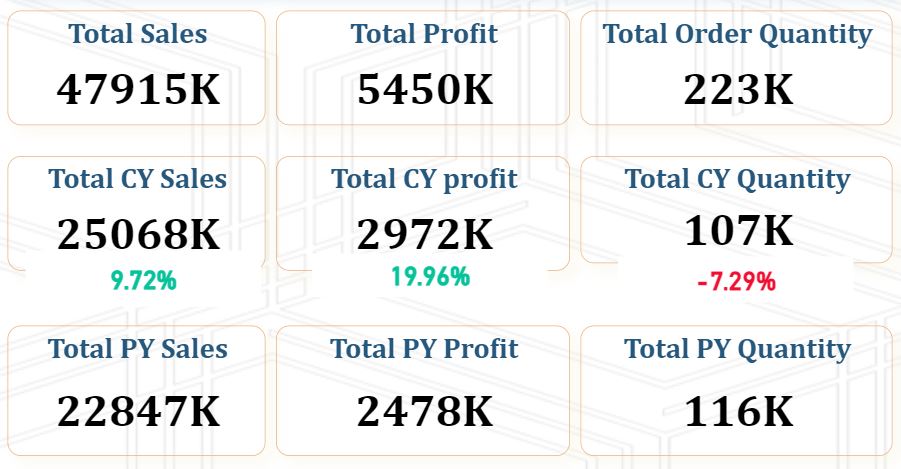 Total Sales
47915K
Total Profit
5450K
Total Order Quantity
223K
Total CY Sales
25068K
9.72%
Total CY profit
2972K
19.96%
Total CY Quantity
107K
-7.29%
Total PY Sales
22847K
Total PY Profit
2478K
Total PY Quantity
116K